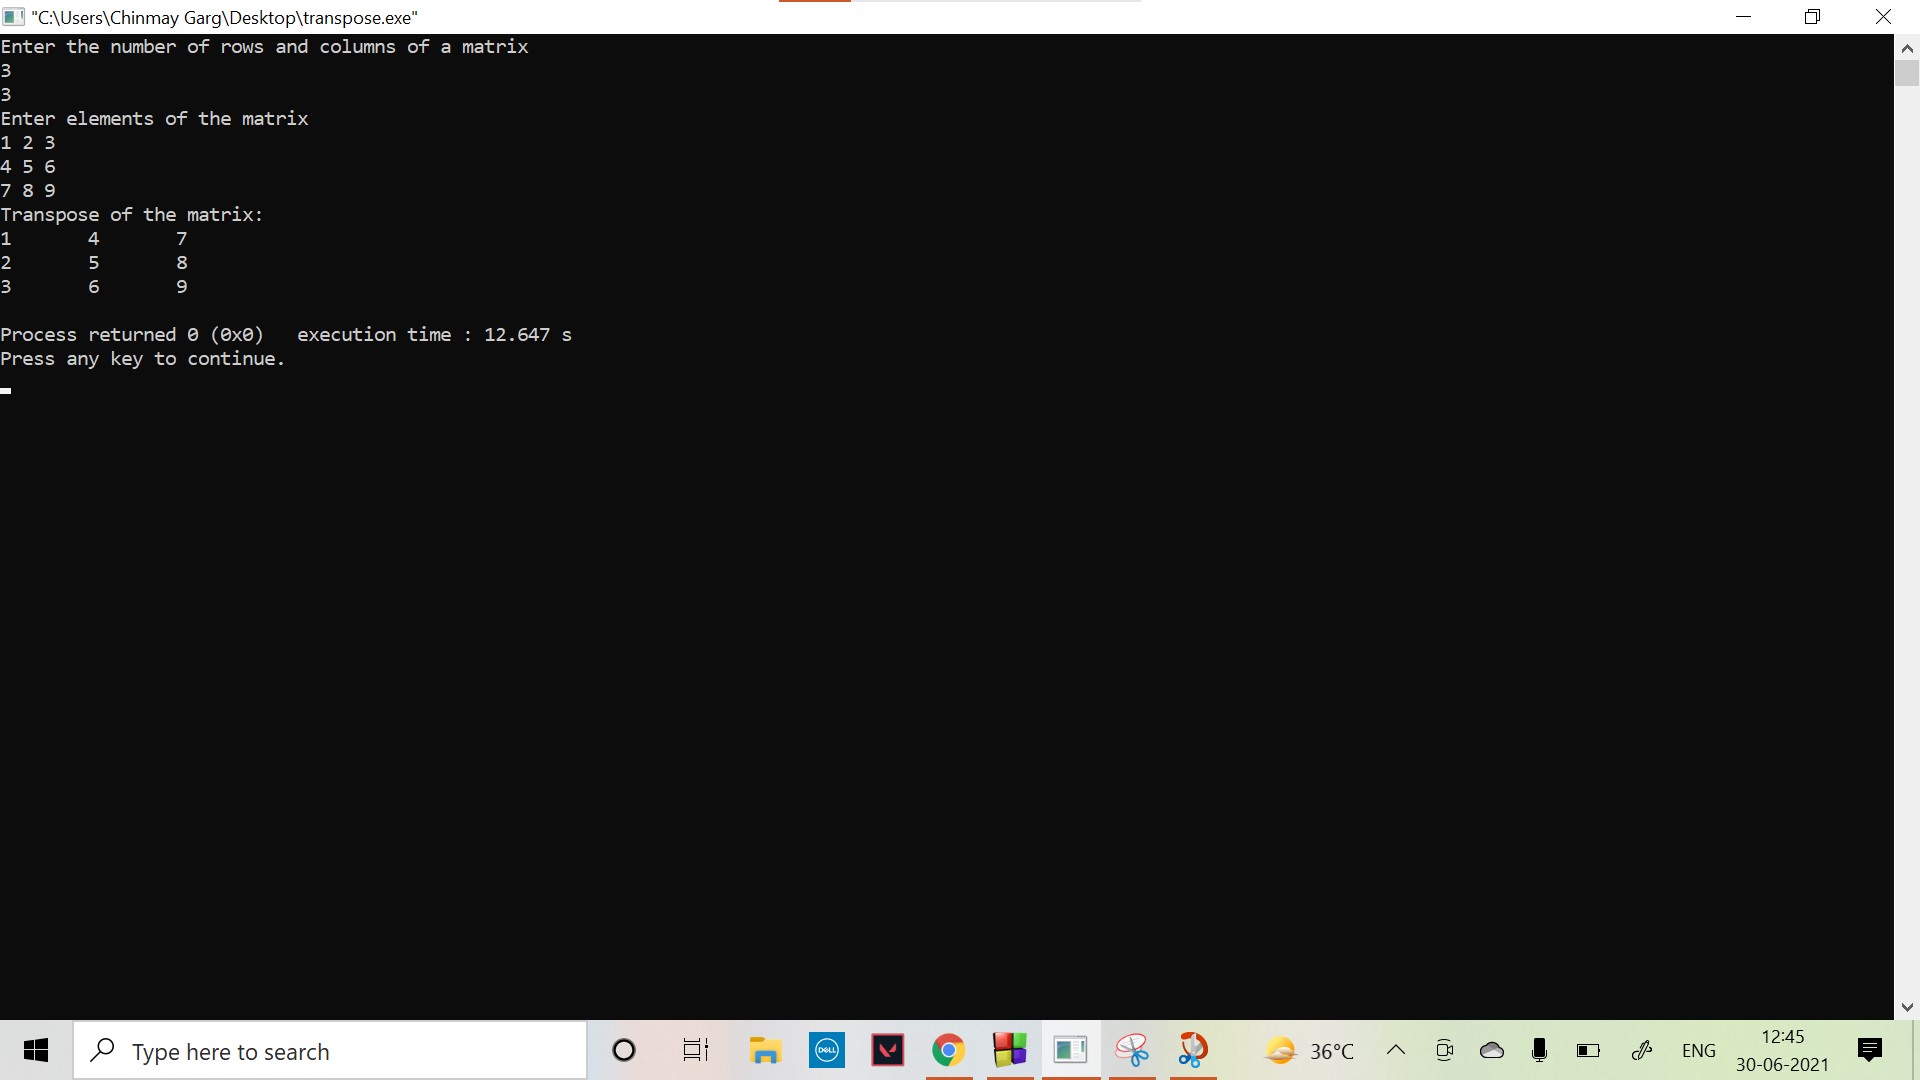 "C:\Users\Chinmay Garg\Desktop\transpose.exe"
Enter the number of rows and columns of a matrix
3
3
Enter elements of the matrix
1 2 3
4 5 6
7 8 9
Transpose of the matrix:
1       4       7
2       5       8
3       6       9
Process returned 0 (0x0)   execution time : 12.647 s
Press any key to continue.
Type here to search
DELL
36°C
ENG
12:45
30-06-2021